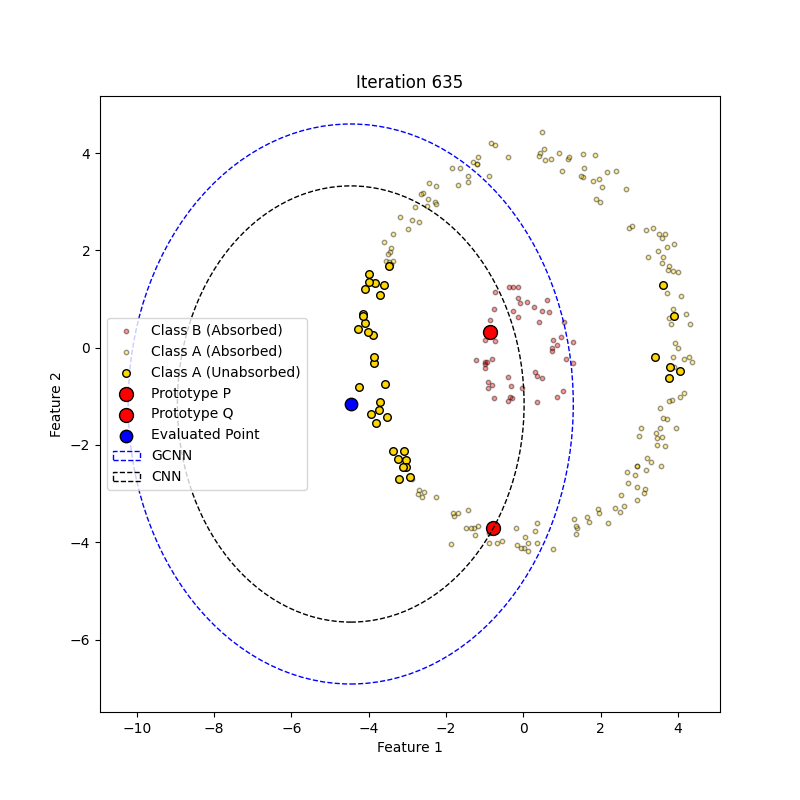 Iteration 635
4
2
0
−2
−4
−6
Feature 2
Class B (Absorbed)
Class A (Absorbed)
Class A (Unabsorbed)
Prototype P
Prototype Q
Evaluated Point
GCNN
CNN
−10 −8 −6 −4 −2 0 2 4
Feature 1